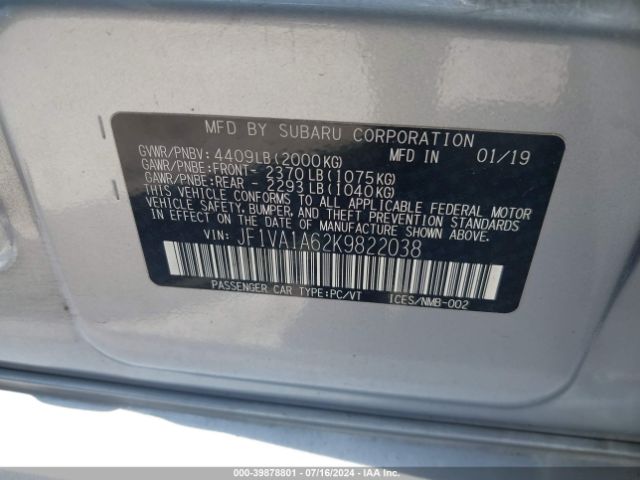 MFD BY SUBARU CORPORATION
GVWR/PNBV: 4409LB(2000KG) MFD IN 01/19
GAWR/PNBE:FRONT- 2370LB(1075KG)
GAWR/PNBE:REAR - 2293LB(1040KG)
THIS VEHICLE CONFORMS TO ALL APPLICABLE FEDERAL MOTOR
VEHICLE SAFETY, BUMPER, AND THEFT PREVENTION STANDARDS
IN EFFECT ON THE DATE OF MANUFACTURE SHOWN ABOVE.
VIN: JF1VA1A62K9822038
PASSENGER CAR TYPE:PC/VT ICES/NMB-002
000-39878801 | 07/16/2024 | IAA Inc.